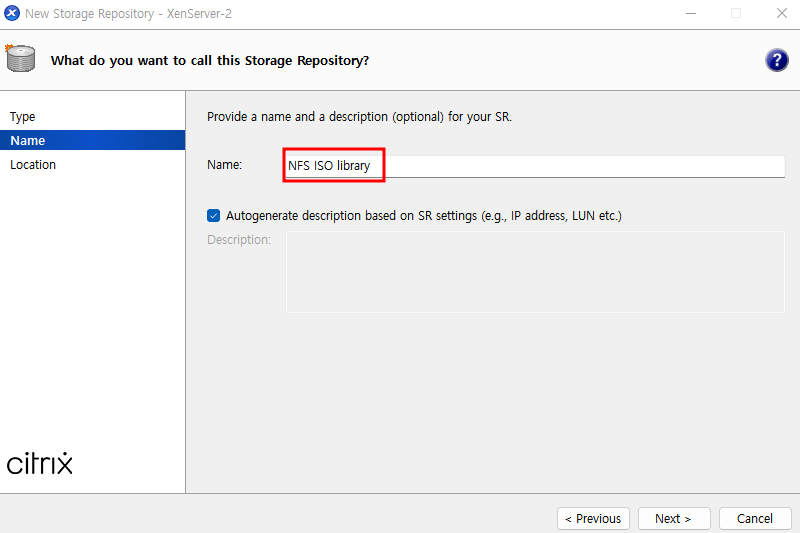 New Storage Repository - XenServer-2
What do you want to call this Storage Repository?
?
Type
Name
Location
Provide a name and a description (optional) for your SR.
Name: NFS ISO library
Autogenerate description based on SR settings (e.g., IP address, LUN etc.)
Description:
citrix
< Previous Next > Cancel